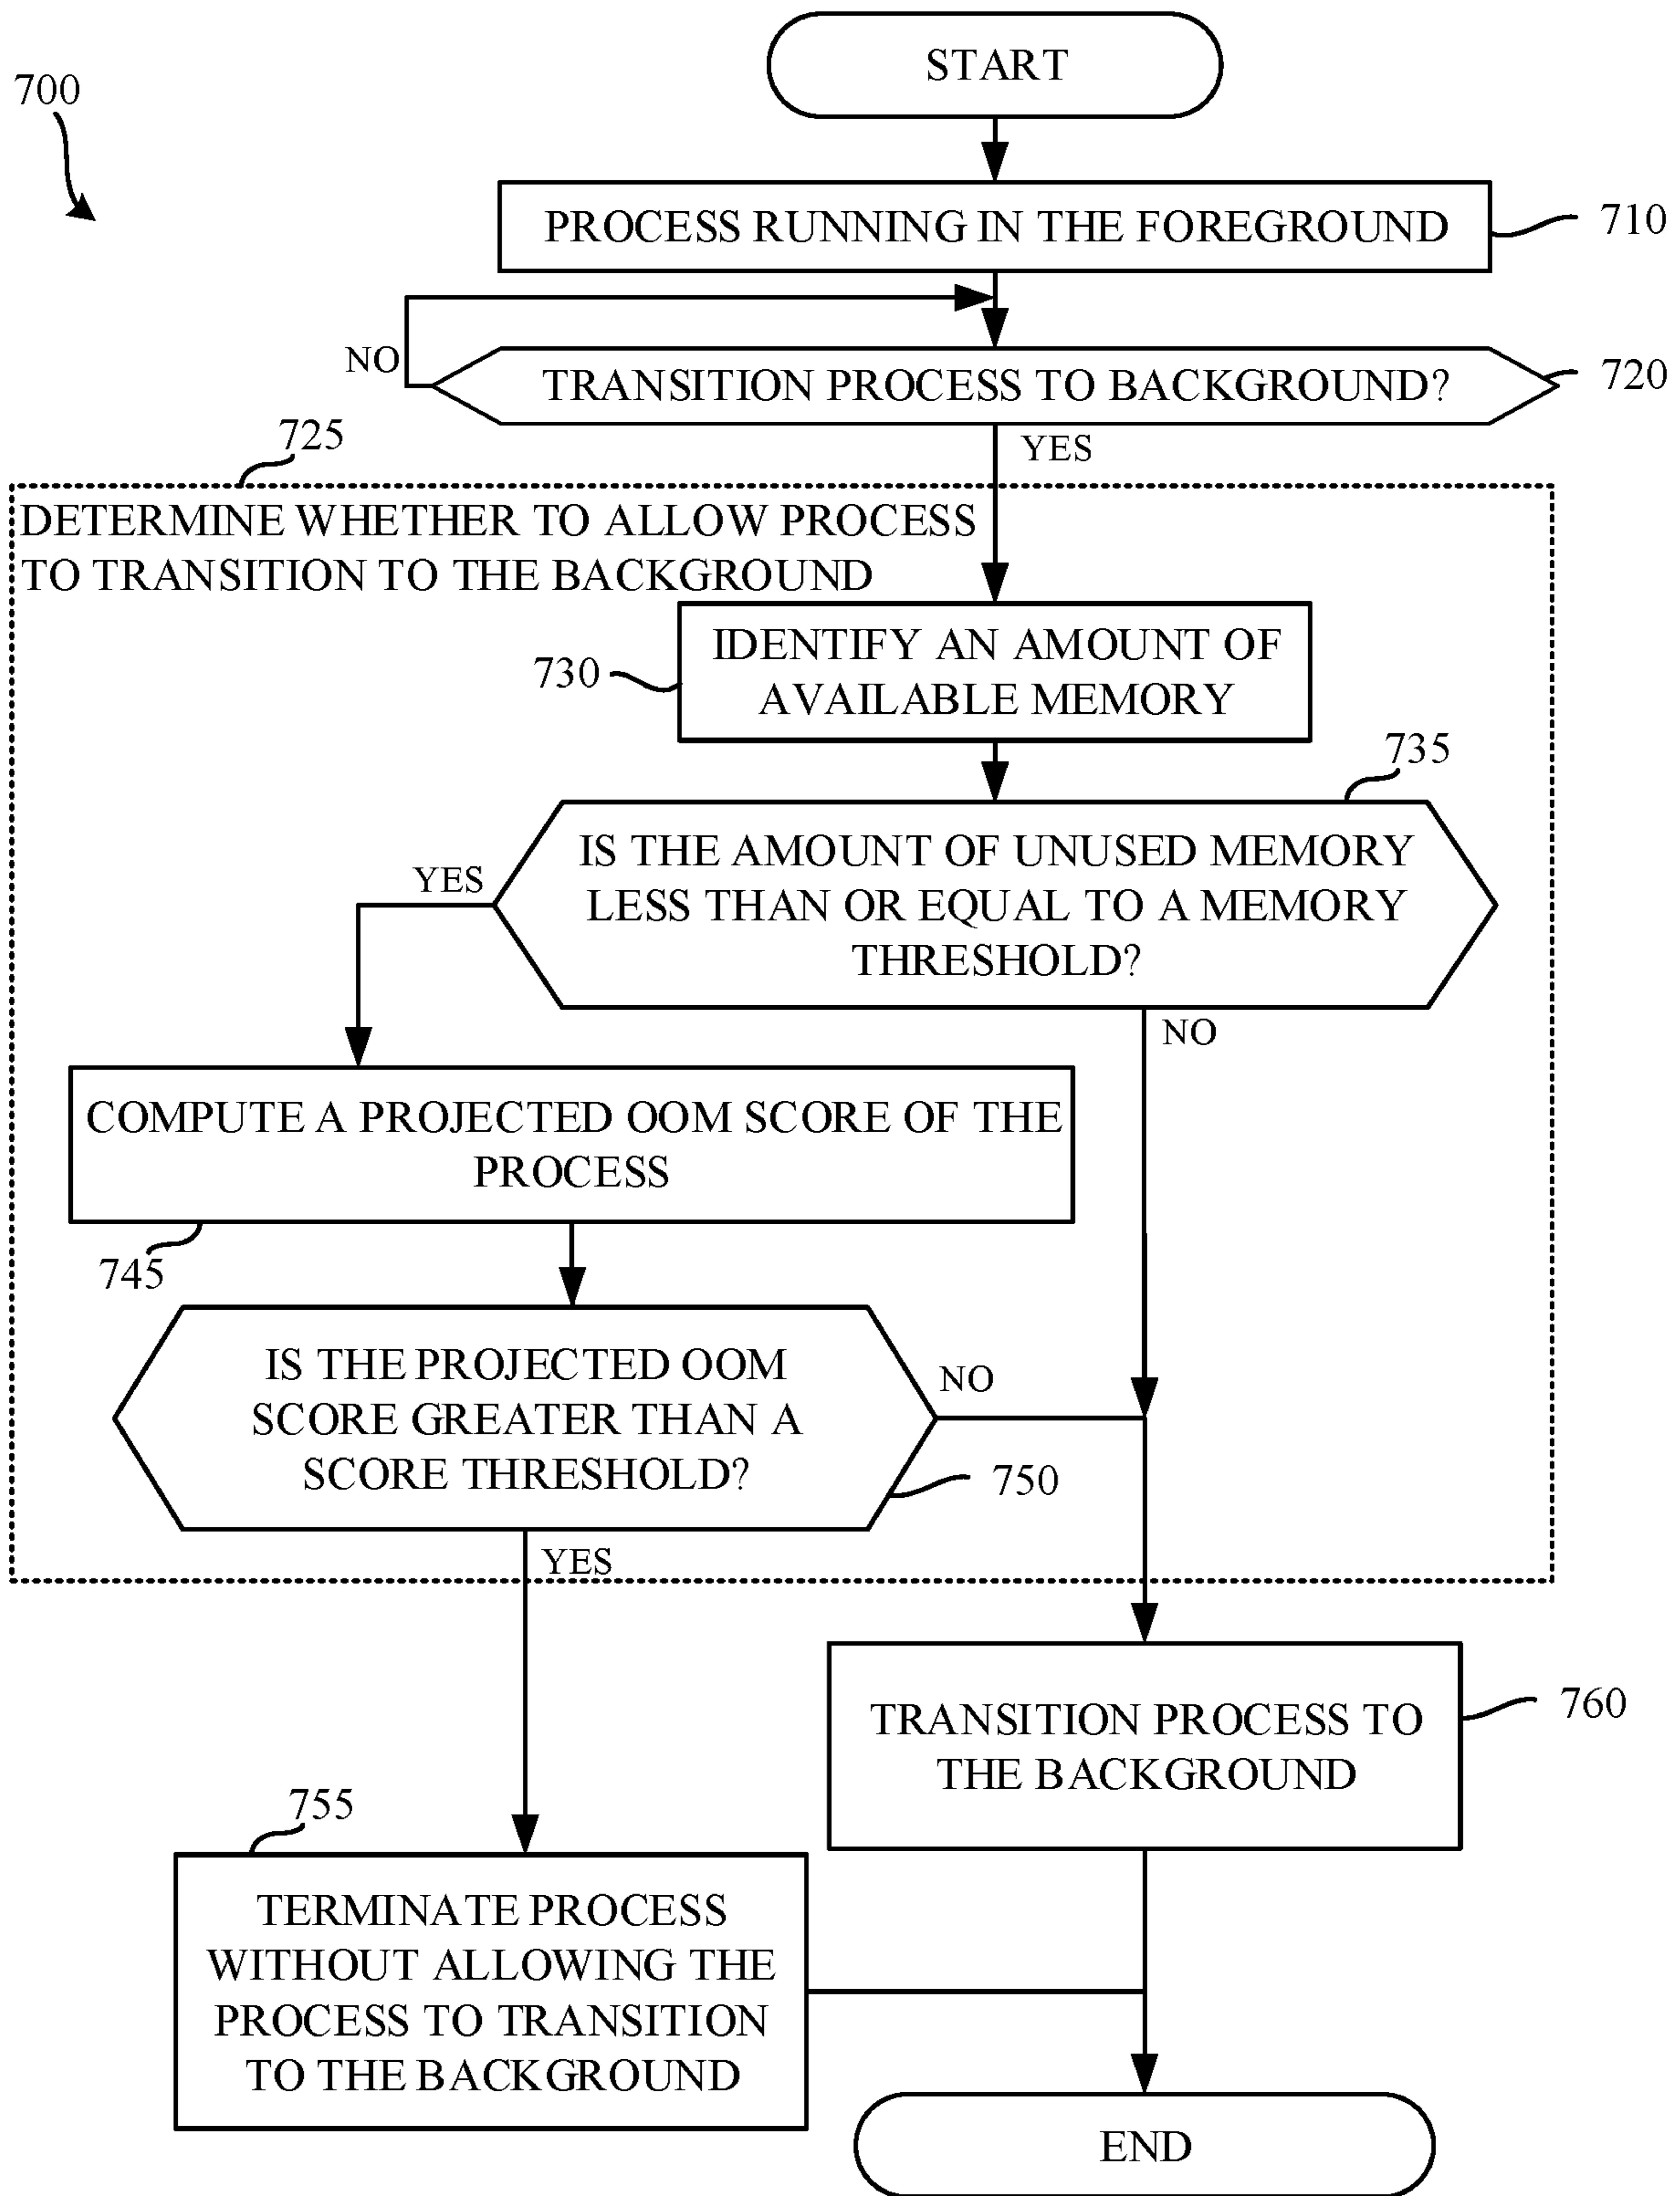 START
700
PROCESS RUNNING IN THE FOREGROUND
710
NO
TRANSITION PROCESS TO BACKGROUND?
720
725
YES
DETERMINE WHETHER TO ALLOW PROCESS
TO TRANSITION TO THE BACKGROUND
IDENTIFY AN AMOUNT OF
AVAILABLE MEMORY
730
735
IS THE AMOUNT OF UNUSED MEMORY
LESS THAN OR EQUAL TO A MEMORY
THRESHOLD?
YES
NO
COMPUTE A PROJECTED OOM SCORE OF THE
PROCESS
745
IS THE PROJECTED OOM
SCORE GREATER THAN A
SCORE THRESHOLD?
NO
750
YES
TRANSITION PROCESS TO
THE BACKGROUND
760
755
TERMINATE PROCESS
WITHOUT ALLOWING THE
PROCESS TO TRANSITION
TO THE BACKGROUND
END